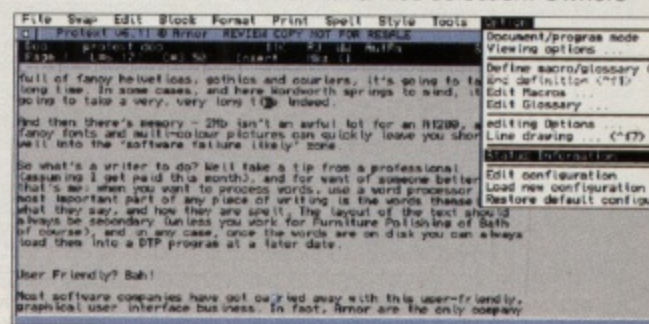 File Swap Edit Block Format Print Spell Style Tools
Protext v6.11 © Arnor REVIEW COPY NOT FOR RESALE
Insert
Document/program mode
Viewing options ...
Define macro/glossary
End definition
Edit Macros
Edit Glossary ...
editing Options ...
Line drawing ... (^f7)
Status Information
Edit configuration
Load new configuration
Restore default configu
full of fancy helveticas, gothics and couriers, it's going to ta
long time. In some cases, and here Wordworth springs to mind, it
going to take a very, very long indeed.
And then there's memory - 2Mb isn't an awful lot for an A1200, a
fancy fonts and multi-colour pictures can quickly leave you shor
well into the "software failure likely" zone.
So what's a writer to do? Well take a tip from a professional
(assuming I get paid this month), and for want of someone better
that's me: when you want to process words, use a word processor
most important part of any piece of writing is the words themse
what they say, and how they are spelt. The layout of the text should
always be secondary (unless you work for Furniture Polishing of Bath
of course), and in any case, once the words are on disk you can always
load them into a DTP program at a later date.
User Friendly? Bah!
Most software companies have got carried away with this user-friendly,
graphical user interface business. In fact, Arnor are the only company